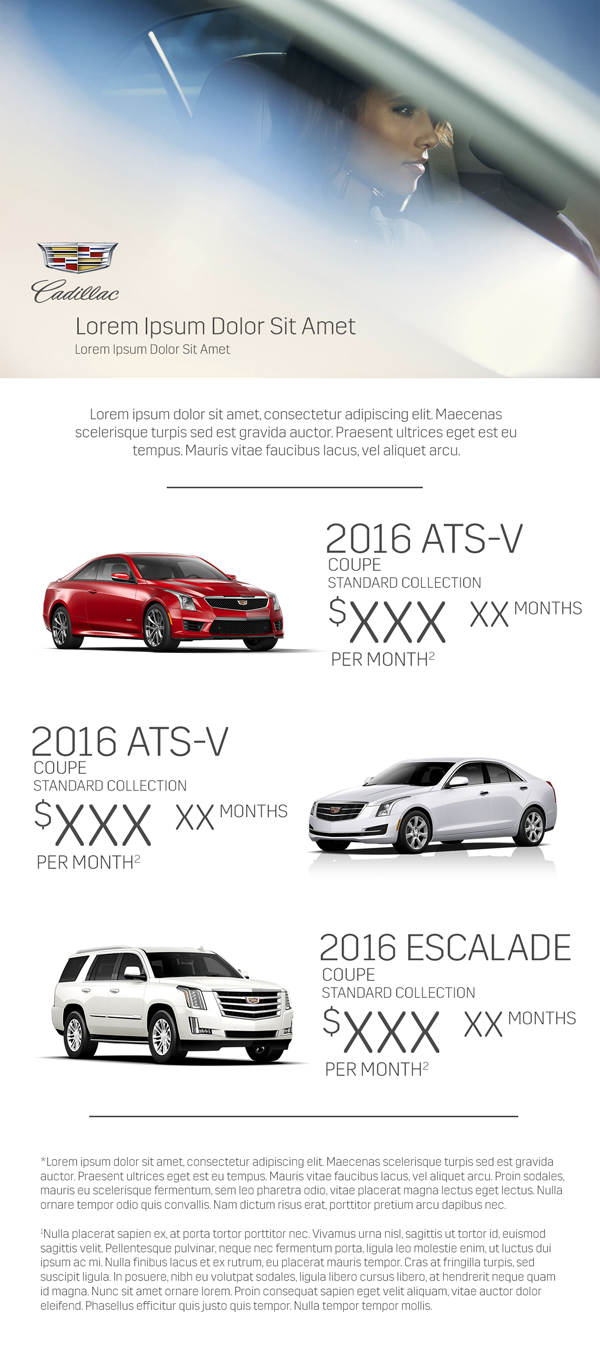 Cadillac
Lorem Ipsum Dolor Sit Amet
Lorem Ipsum Dolor Sit Amet
Lorem ipsum dolor sit amet, consectetur adipiscing elit. Maecenas
scelerisque turpis sed est gravida auctor. Praesent ultrices eget est eu
tempus. Mauris vitae faucibus lacus, vel aliquet arcu.
2016 ATS-V
COUPE
STANDARD COLLECTION
$XXX XX MONTHS
PER MONTH²
2016 ATS-V
COUPE
STANDARD COLLECTION
$XXX XX MONTHS
PER MONTH²
2016 ESCALADE
COUPE
STANDARD COLLECTION
$XXX XX MONTHS
PER MONTH²
*Lorem ipsum dolor sit amet, consectetur adipiscing elit. Maecenas scelerisque turpis sed est gravida
auctor. Praesent ultrices eget est eu tempus. Mauris vitae faucibus lacus, vel aliquet arcu. Proin sodales,
mauris eu scelerisque fermentum, sem leo pharetra odio, vitae placerat magna lectus eget lectus. Nulla
ornare tempor odio quis convallis. Nam dictum risus erat, porttitor pretium arcu dapibus nec.
¹Nulla placerat sapien ex, at porta tortor porttitor nec. Vivamus urna nisl, sagittis ut tortor id, euismod
sagittis velit. Pellentesque pulvinar, neque nec fermentum porta, ligula leo molestie enim, ut luctus dui
ipsum ac mi. Nulla finibus lacus et ex rutrum, eu placerat mauris tempor. Cras at fringilla turpis, sed
suscipit ligula. In posuere, nibh eu volutpat sodales, ligula libero cursus libero, at hendrerit neque quam
id magna. Nunc sit amet ornare lorem. Proin consequat sapien eget velit aliquam, vitae auctor dolor
eleifend. Phasellus efficitur quis justo quis tempor. Nulla tempor tempor mollis.